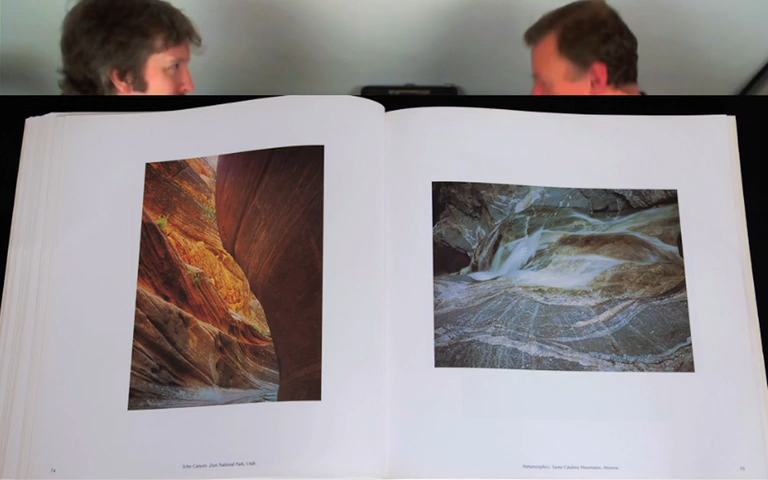 Echo Canyon. Zion National Park, Utah.
Metamorphics. Santa Catalina Mountains, Arizona.
74
75